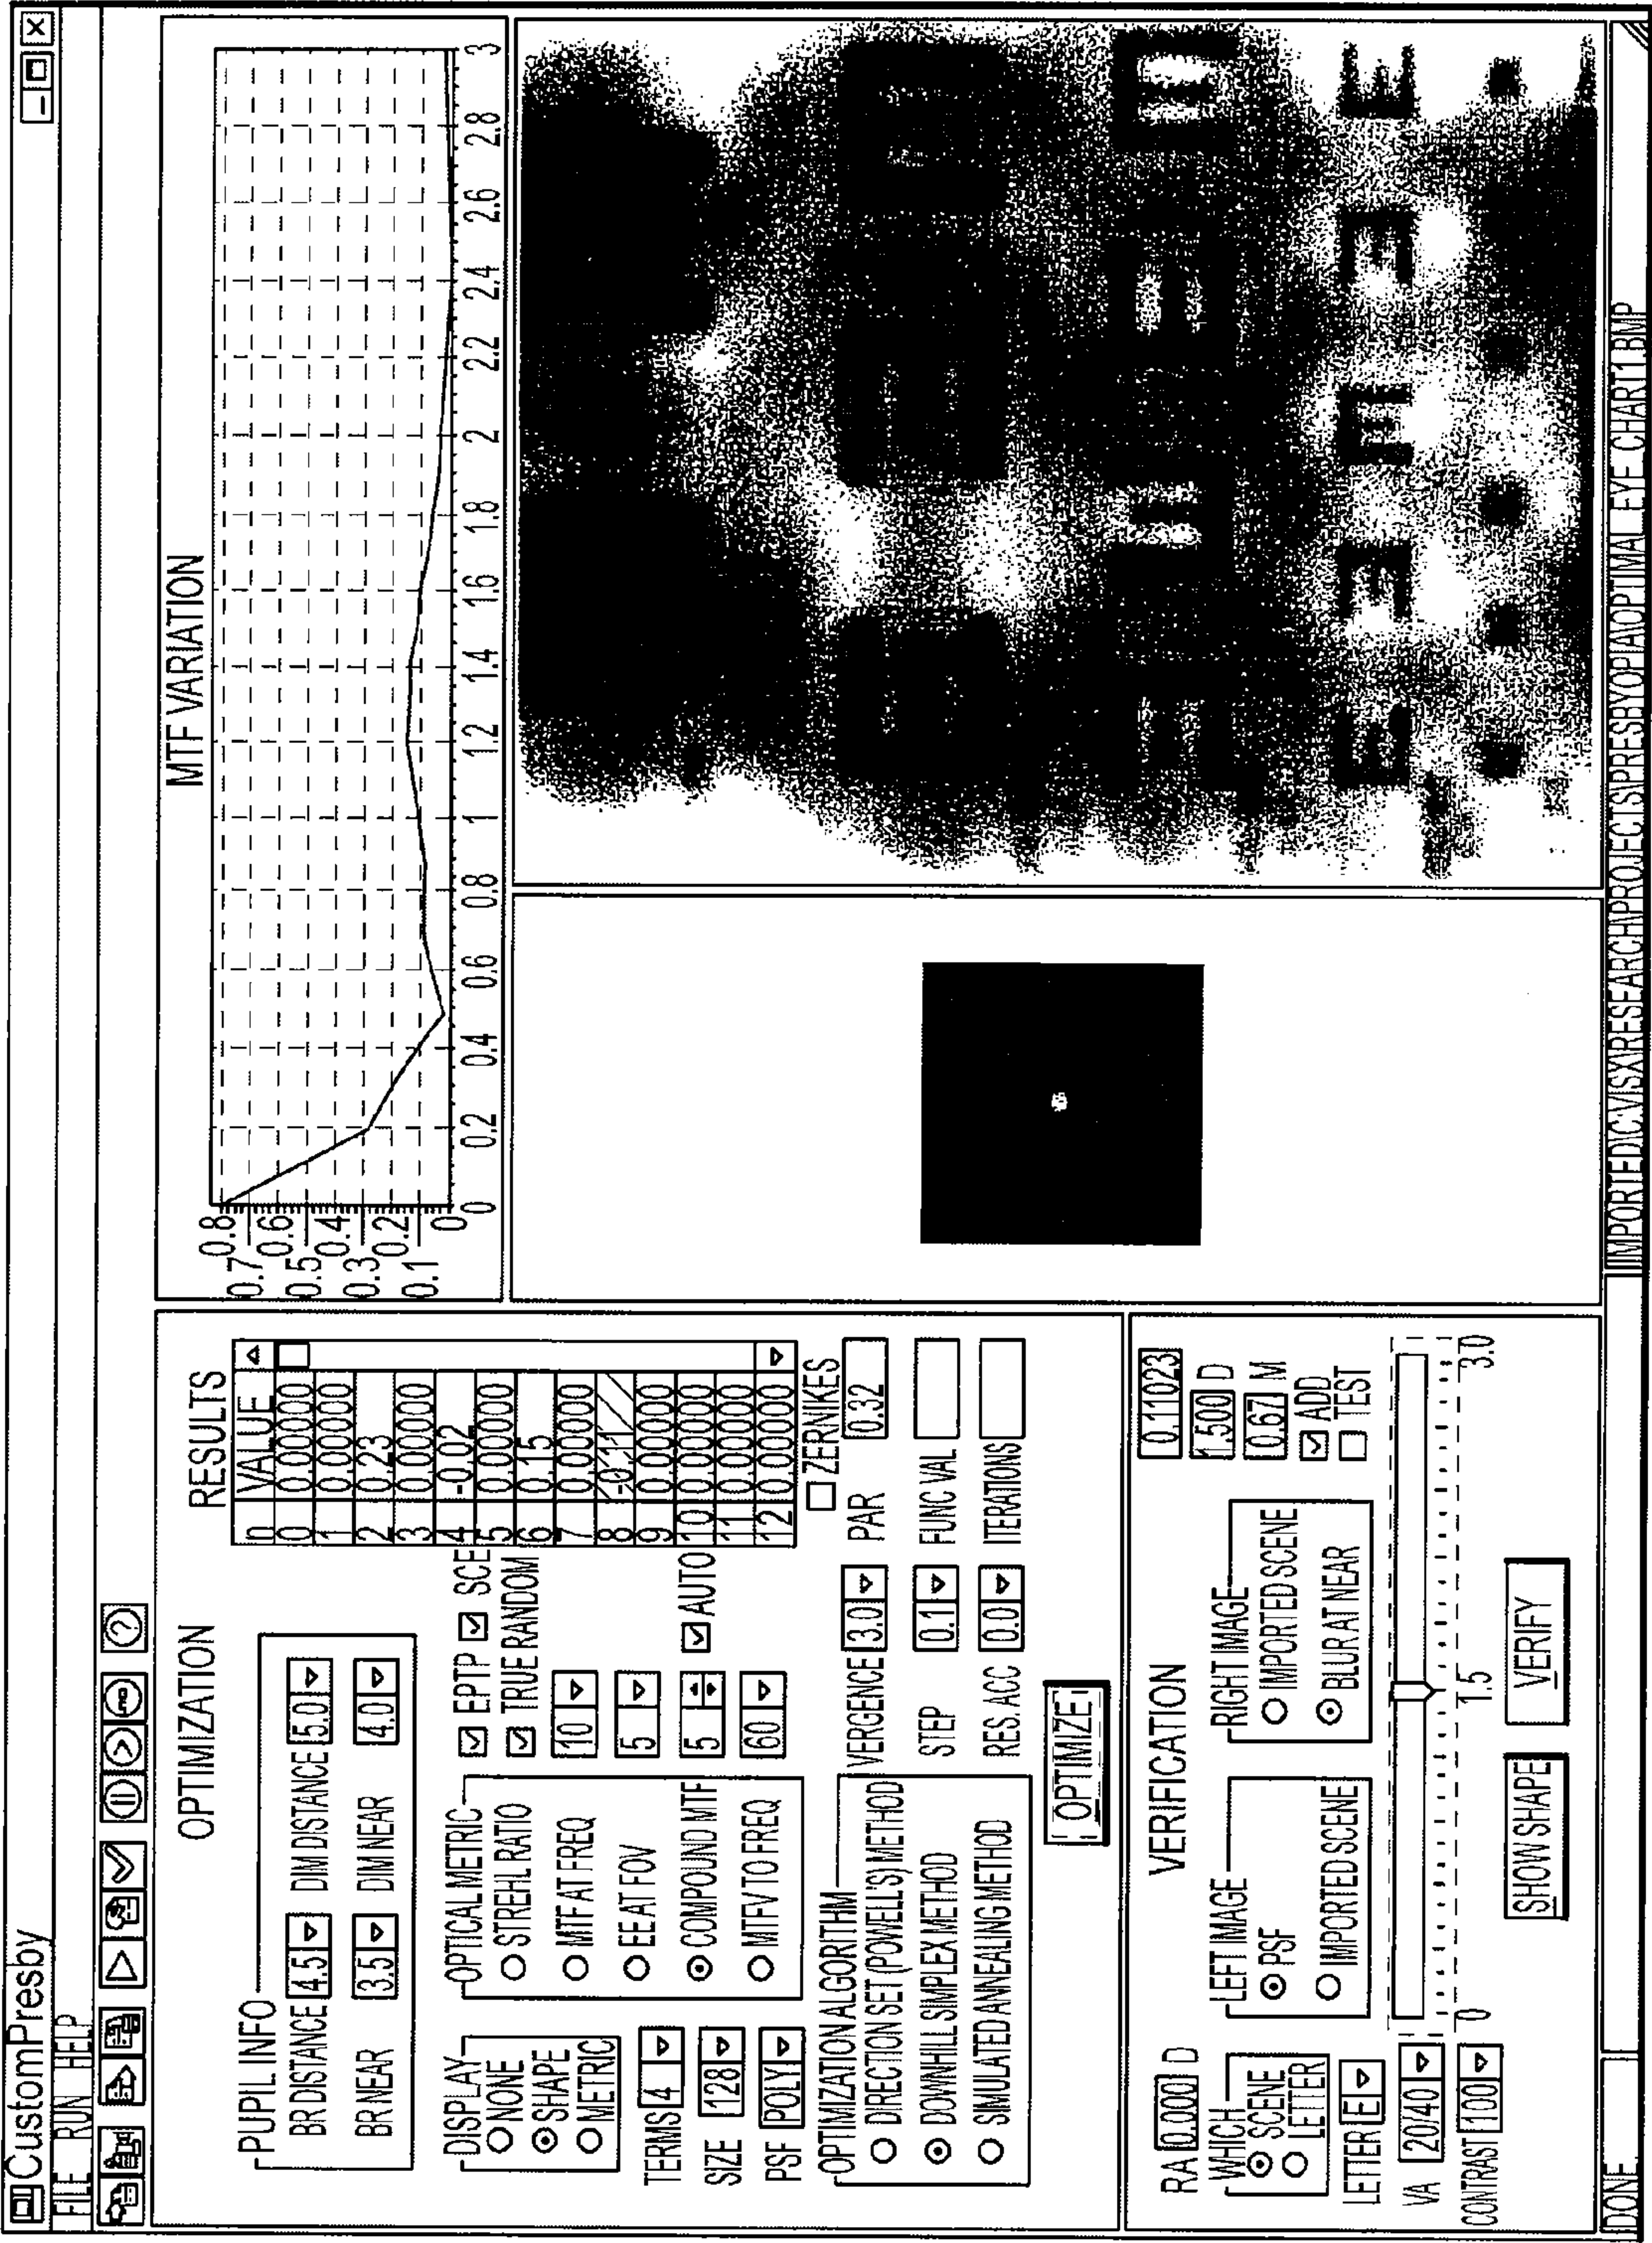 CustomPresby
FILE RUN HELP
OPTIMIZATION
PUPIL INFO
BR DISTANCE 4.5 DIM DISTANCE 5.0
BR NEAR 3.5 DIM NEAR 4.0
DISPLAY
NONE
SHAPE
METRIC
TERMS 4
SIZE 128
PSF POLY
OPTICAL METRIC
STREHL RATIO
MTF AT FREQ
EE AT FOV
COMPOUND MTF
MTFV TO FREQ
EPTP SCE
TRUE RANDOM
10
5
5 AUTO
60
RESULTS
n VALUE
0 0.00000
1 0.00000
2 0.23
3 0.00000
4 -0.02
5 0.00000
6 0.15
7 0.00000
8 -0.11
9 0.00000
10 0.00000
11 0.00000
12 0.00000
ZERNIKES
OPTIMIZATION ALGORITHM
DIRECTION SET (POWELL'S) METHOD
DOWNHILL SIMPLEX METHOD
SIMULATED ANNEALING METHOD
VERGENCE 3.0 PAR 0.32
STEP 0.1 FUNC VAL
RES. ACC 0.0 ITERATIONS
OPTIMIZE
VERIFICATION
RA 0.000 D
WHICH
SCENE
LETTER
LETTER E
VA 20/40
CONTRAST 100
LEFT IMAGE
PSF
IMPORTED SCENE
RIGHT IMAGE
IMPORTED SCENE
BLUR AT NEAR
0.11023
1.500 D
0.67 M
ADD
TEST
0 1.5 3.0
SHOW SHAPE VERIFY
MTF VARIATION
0.8
0.7
0.6
0.5
0.4
0.3
0.2
0.1
0
0 0.2 0.4 0.6 0.8 1 1.2 1.4 1.6 1.8 2 2.2 2.4 2.6 2.8 3
E E E E E
DONE
IMPORTEDIC:\VISX\RESEARCH\PROJECTS\PRESBYOPIA\OPTIMAL_EYE_CHART1.BMP